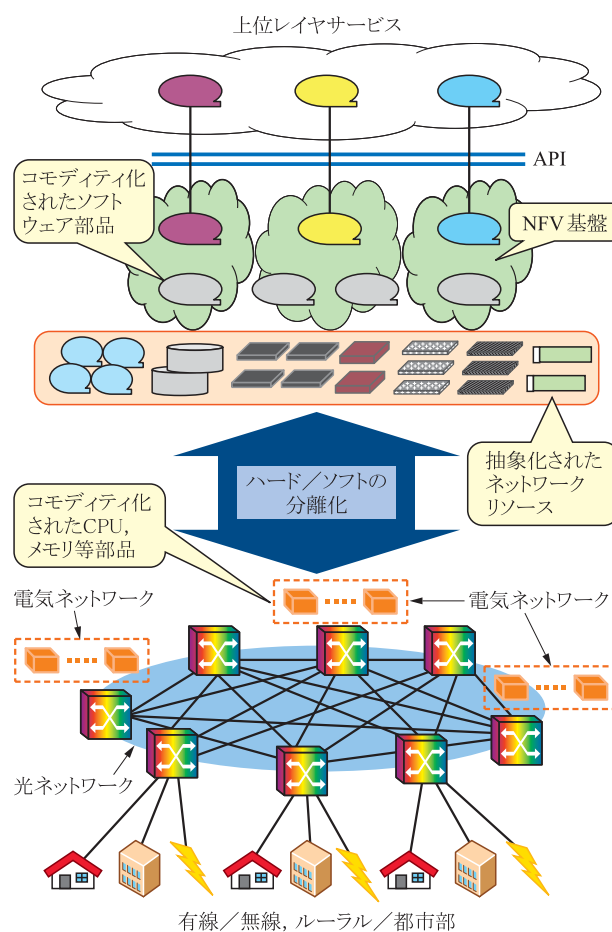 上位レイヤサービス
API
コモディティ化
されたソフト
ウェア部品
NFV基盤
抽象化された
ネットワーク
リソース
ハード／ソフトの
分離化
コモディティ化
されたCPU，
メモリ等部品
電気ネットワーク
電気ネットワーク
光ネットワーク
有線／無線，ルーラル／都市部